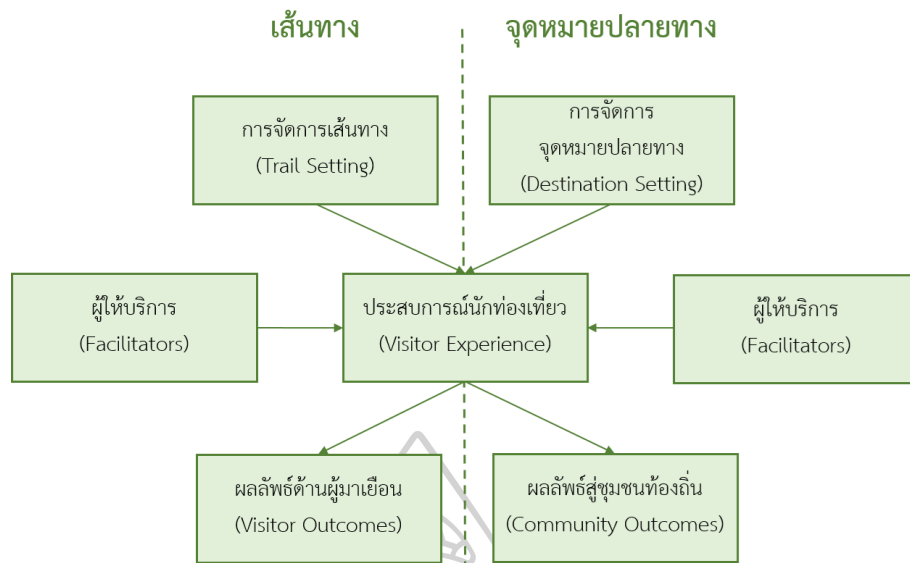 เส้นทาง
จุดหมายปลายทาง
การจัดการเส้นทาง
(Trail Setting)
การจัดการ
จุดหมายปลายทาง
(Destination Setting)
ผู้ให้บริการ
(Facilitators)
ประสบการณ์นักท่องเที่ยว
(Visitor Experience)
ผู้ให้บริการ
(Facilitators)
ผลลัพธ์ด้านผู้มาเยือน
(Visitor Outcomes)
ผลลัพธ์สู่ชุมชนท้องถิ่น
(Community Outcomes)